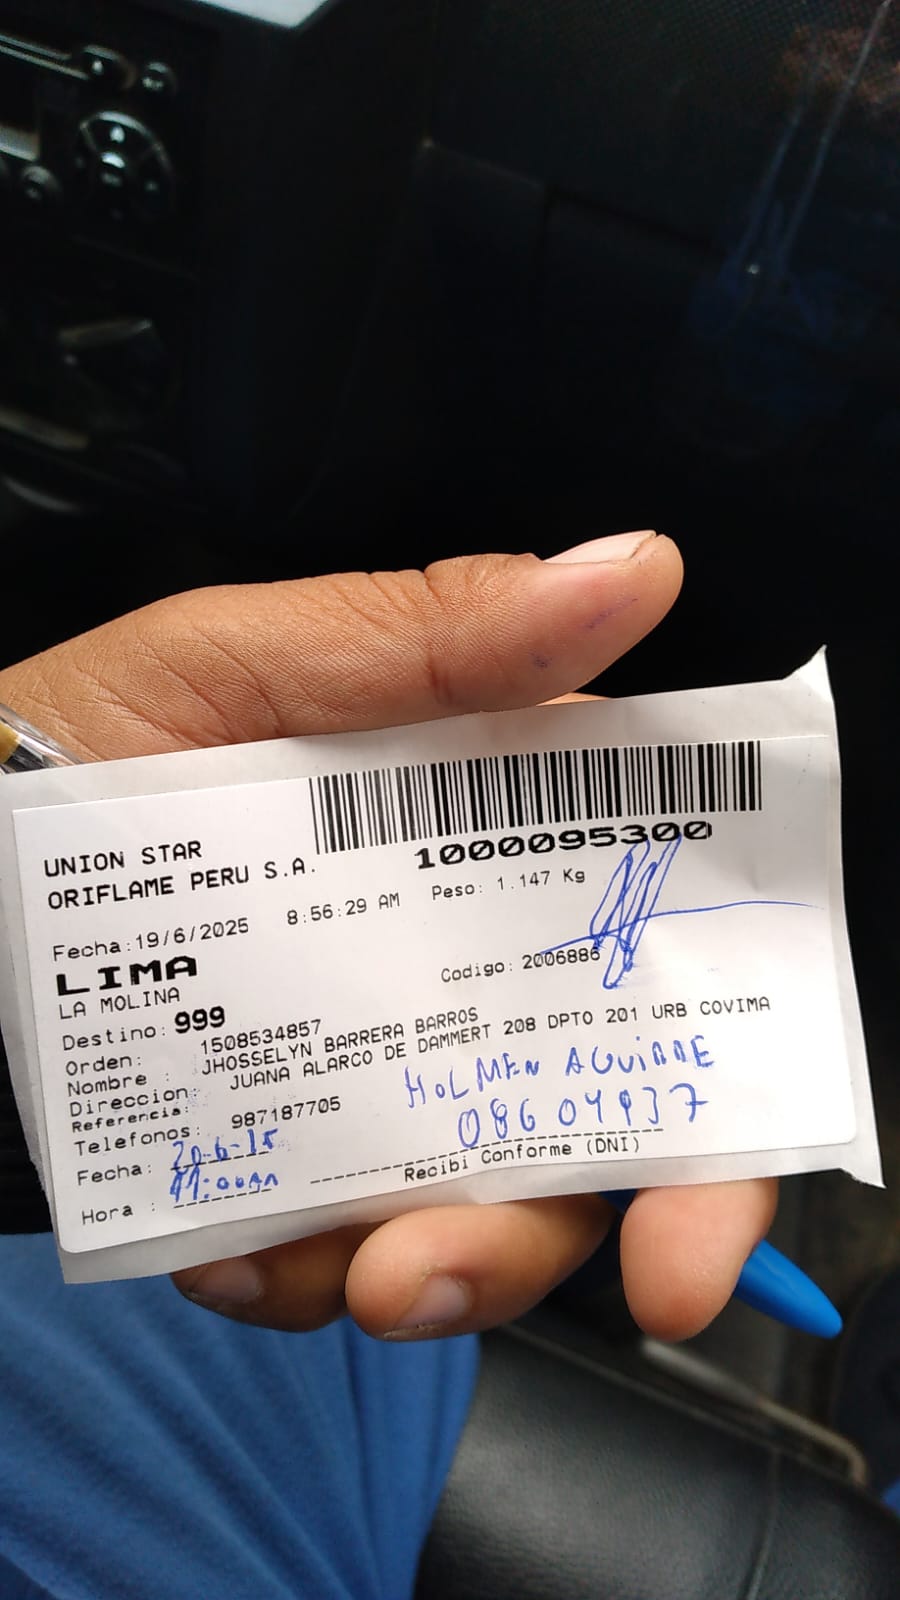 UNION STAR
ORIFLAME PERU S.A.
1000095300
Fecha:19/6/2025 8:56:29 AM Peso: 1.147 Kg
LIMA
LA MOLINA
Codigo: 2006886
Destino: 999
Orden: 1508534857
Nombre : JHOSSELYN BARRERA BARROS
Direccion: JUANA ALARCO DE DAMMERT 208 DPTO 201 URB COVIMA
Referencia:
Telefonos: 987187705
HOLMEN AGUIRRE
Fecha: 20-6-15
Hora : 11:00am
Recibi Conforme (DNI)